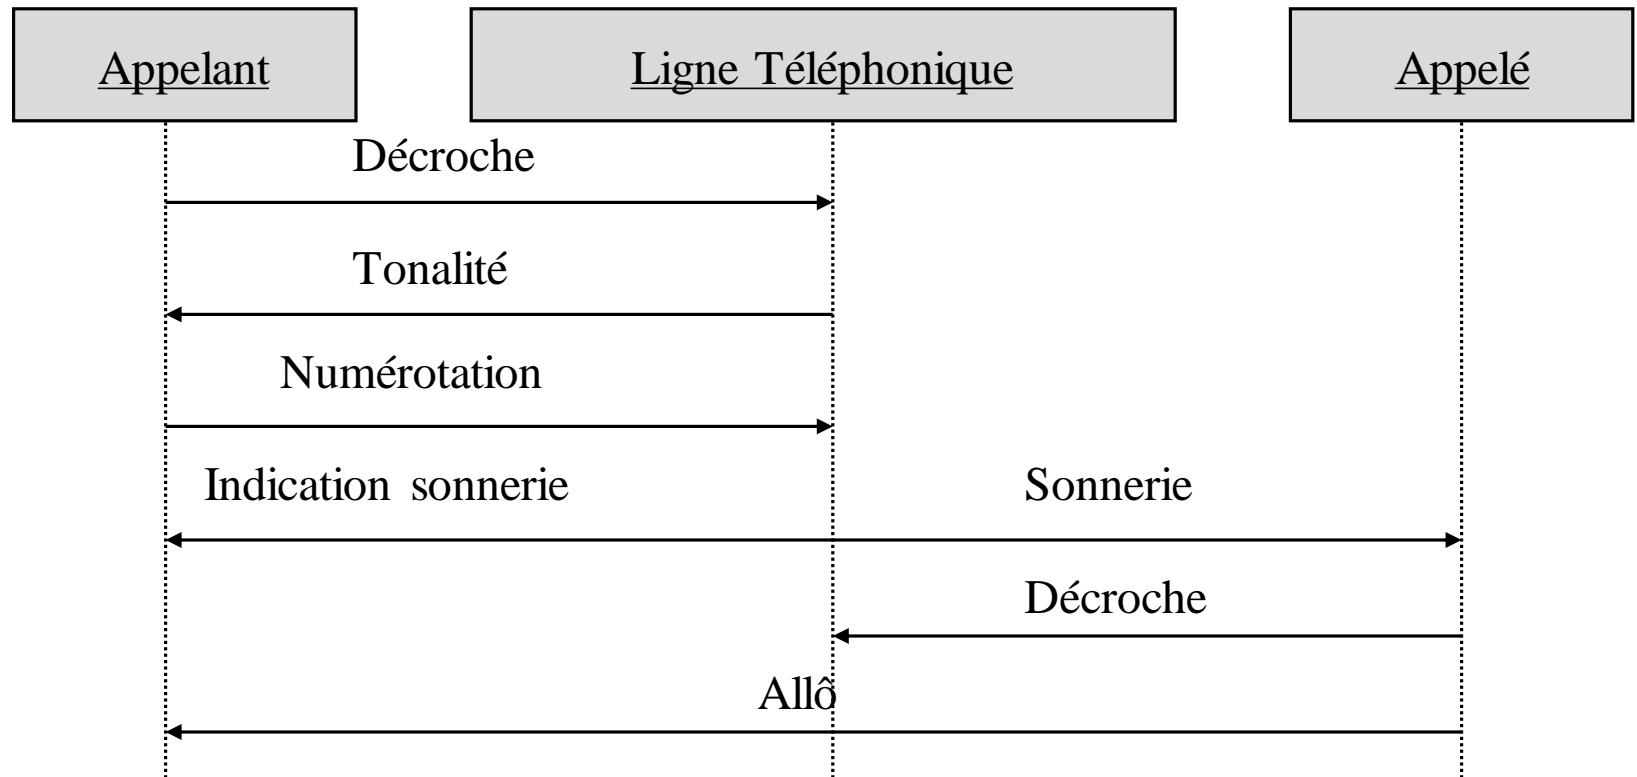 Appelant
Ligne Téléphonique
Appelé
Décroche
Tonalité
Numérotation
Indication sonnerie
Sonnerie
Décroche
Allô